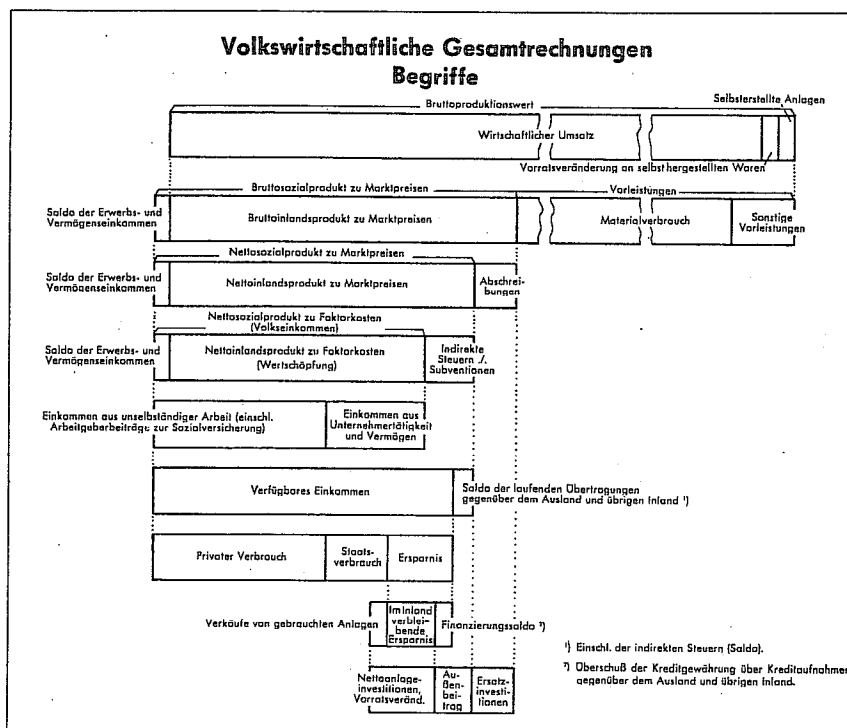 Volkswirtschaftliche Gesamtrechnungen
Begriffe
Selbsterstellte Anlagen
Bruttoproduktionswert
Wirtschaftlicher Umsatz
Vorratsveränderung an selbsthergestellten Waren
Bruttosozialprodukt zu Marktpreisen
Vorleistungen
Saldo der Erwerbs- und
Vermögenseinkommen
Bruttoinlandsprodukt zu Marktpreisen
Materialverbrauch
Sonstige
Vorleistungen
Nettosozialprodukt zu Marktpreisen
Saldo der Erwerbs- und
Vermögenseinkommen
Nettoinlandsprodukt zu Marktpreisen
Abschrei-
bungen
Nettosozialprodukt zu Faktorkosten
(Volkseinkommen)
Saldo der Erwerbs- und
Vermögenseinkommen
Nettoinlandsprodukt zu Faktorkosten
(Wertschöpfung)
Indirekte
Steuern ./.
Subventionen
Einkommen aus unselbständiger Arbeit (einschl.
Arbeitgeberbeiträge zur Sozialversicherung)
Einkommen aus
Unternehmertätigkeit
und Vermögen
Verfügbares Einkommen
Saldo der laufenden Übertragungen
gegenüber dem Ausland und übrigen Inland ¹)
Privater Verbrauch
Staats-
verbrauch
Ersparnis
Verkäufe von gebrauchten Anlagen
Im Inland
verblei-
bende
Ersparnis
Finanzierungssaldo ²)
Nettoanlage-
investitionen,
Vorratsveränd.
Au-
ßen-
bei-
trag
Ersatz-
investi-
tionen
¹) Einschl. der indirekten Steuern (Saldo).
²) Überschuß der Kreditgewährung über Kreditaufnahme
gegenüber dem Ausland und übrigen Inland.